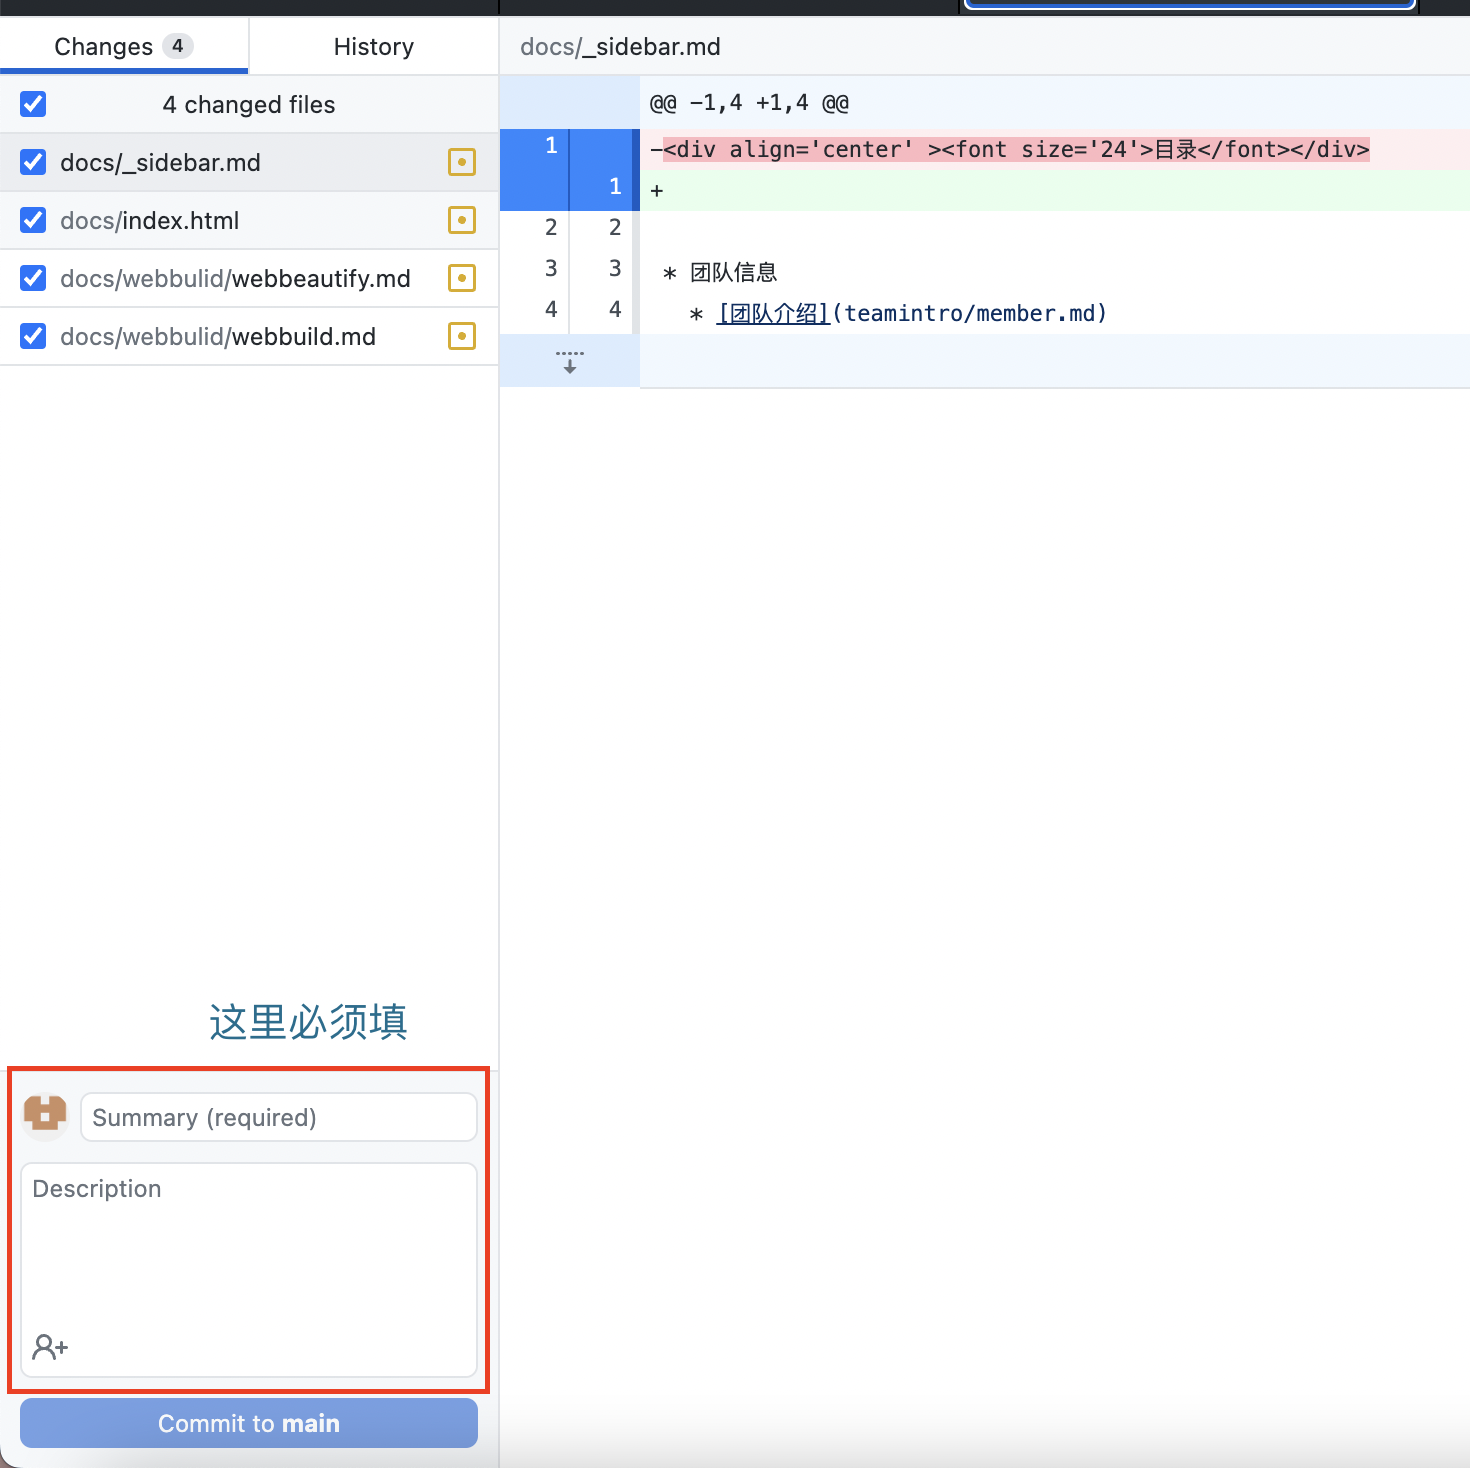 Changes 4
History
4 changed files
docs/_sidebar.md
docs/index.html
docs/webbulid/webbeautify.md
docs/webbulid/webbuild.md
这里必须填
Summary (required)
Description
Commit to main
docs/_sidebar.md
@@ -1,4 +1,4 @@
1 -<div align='center' ><font size='24'>目录</font></div>
1 +
2 2
3 3 * 团队信息
4 4 * [团队介绍](teamintro/member.md)